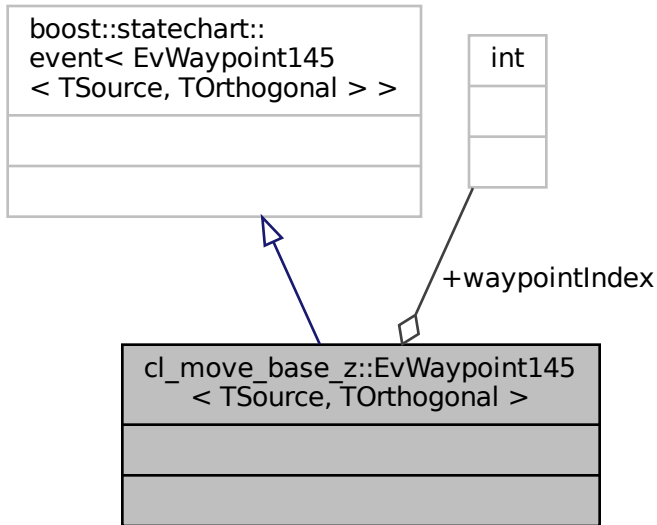 boost::statechart::
event< EvWaypoint145
< TSource, TOrthogonal > >
int
+waypointIndex
cl_move_base_z::EvWaypoint145
< TSource, TOrthogonal >